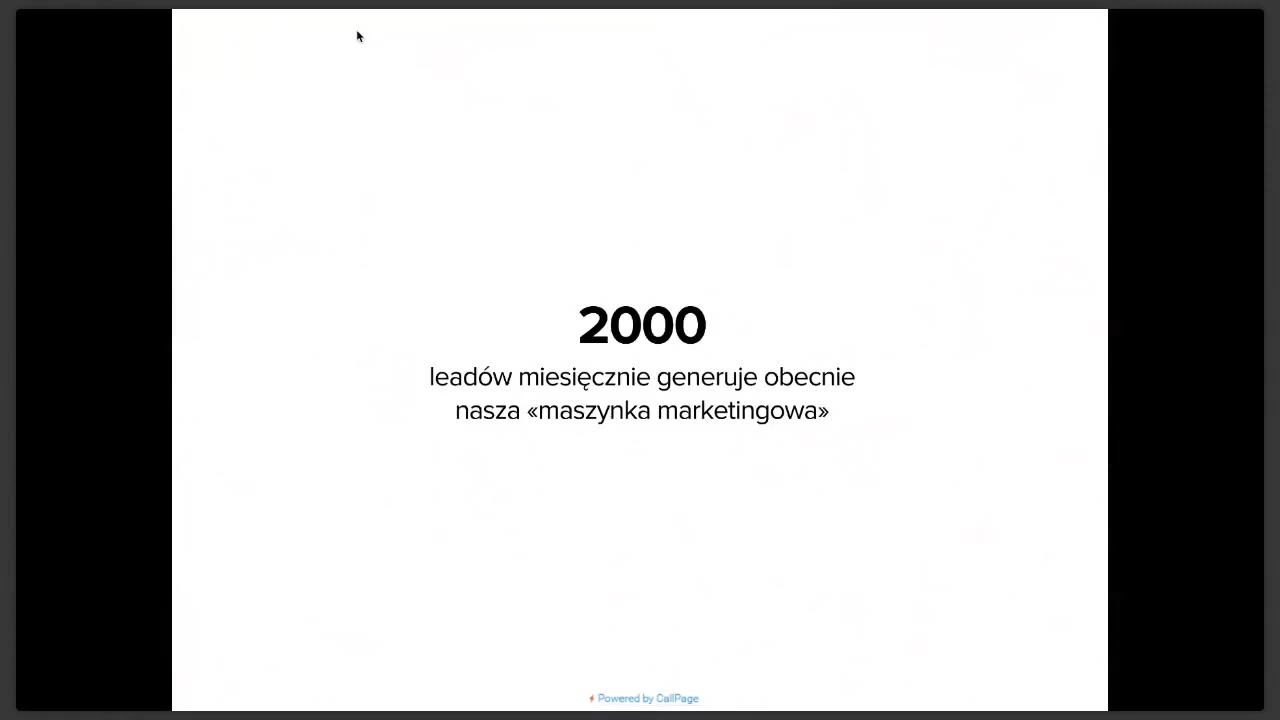 2000
leadów miesięcznie generuje obecnie
nasza «maszynka marketingowa»
Powered by CallPage